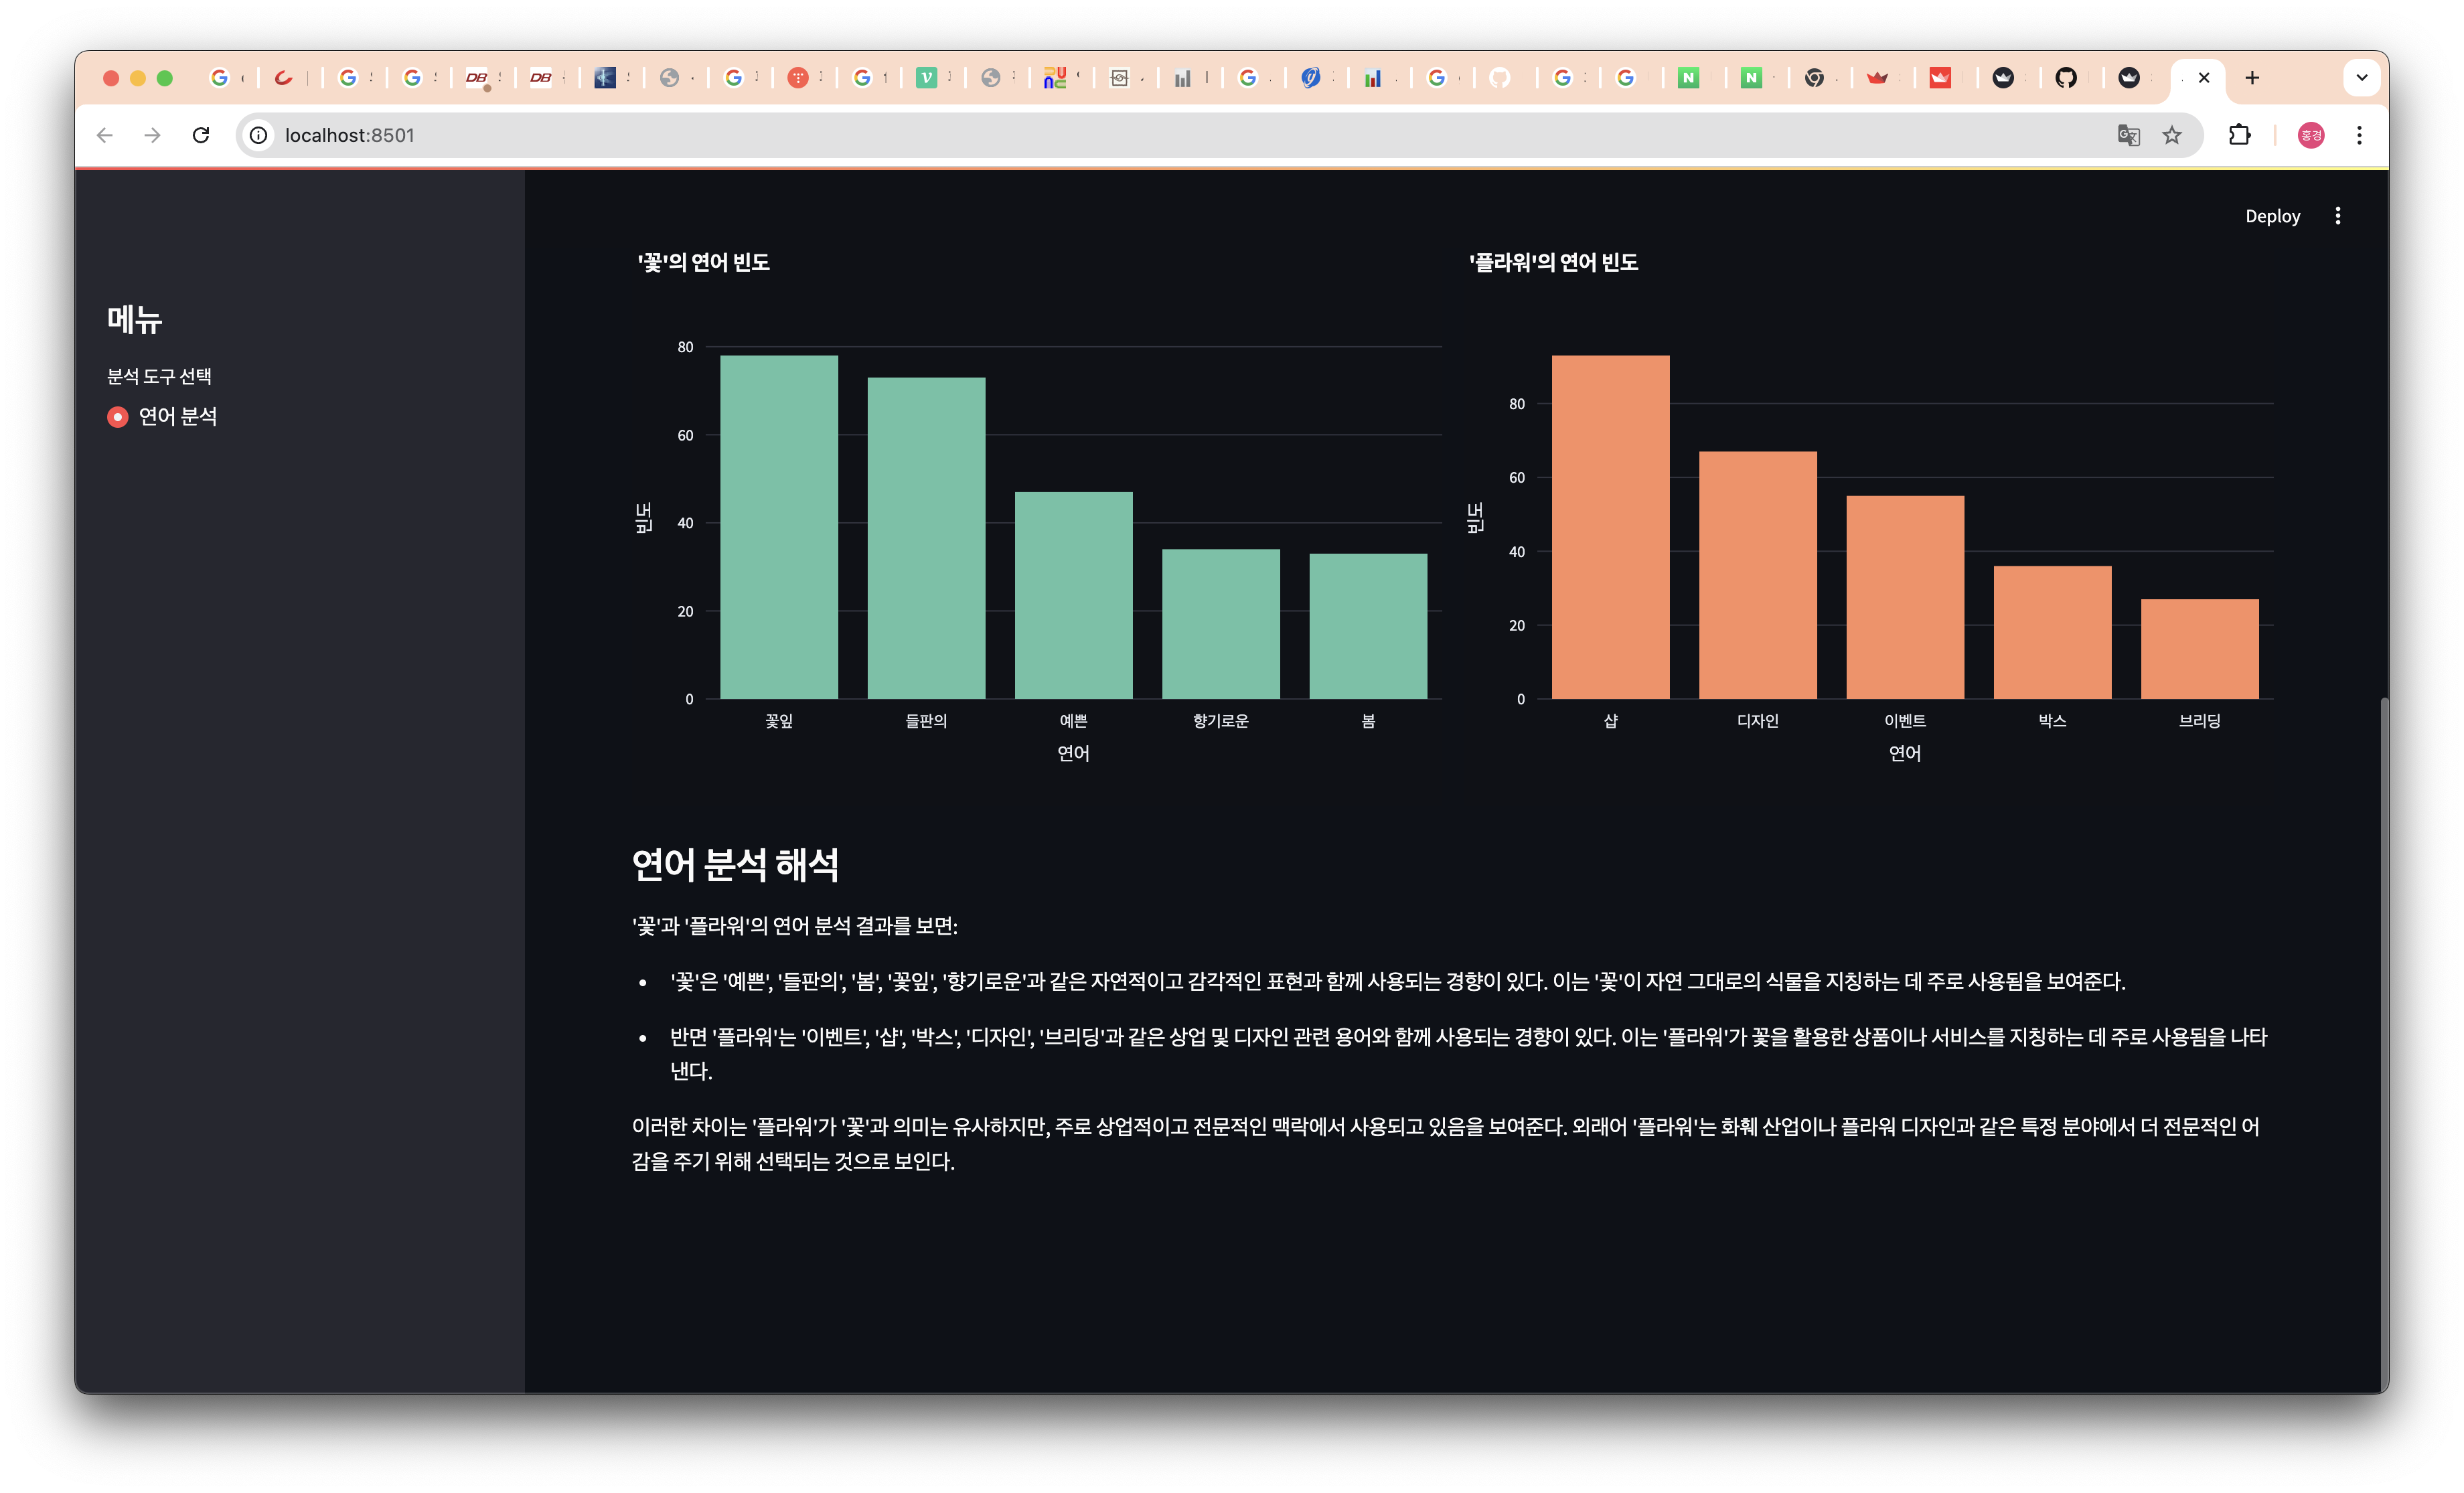 localhost:8501
홍경
Deploy
메뉴
분석 도구 선택
연어 분석
'꽃'의 연어 빈도
80
60
40
20
0
빈도
꽃잎 들판의 예쁜 향기로운 봄
연어
'플라워'의 연어 빈도
80
60
40
20
0
빈도
샵 디자인 이벤트 박스 브리딩
연어
연어 분석 해석
'꽃'과 '플라워'의 연어 분석 결과를 보면:
• '꽃'은 '예쁜', '들판의', '봄', '꽃잎', '향기로운'과 같은 자연적이고 감각적인 표현과 함께 사용되는 경향이 있다. 이는 '꽃'이 자연 그대로의 식물을 지칭하는 데 주로 사용됨을 보여준다.
• 반면 '플라워'는 '이벤트', '샵', '박스', '디자인', '브리딩'과 같은 상업 및 디자인 관련 용어와 함께 사용되는 경향이 있다. 이는 '플라워'가 꽃을 활용한 상품이나 서비스를 지칭하는 데 주로 사용됨을 나타
낸다.
이러한 차이는 '플라워'가 '꽃'과 의미는 유사하지만, 주로 상업적이고 전문적인 맥락에서 사용되고 있음을 보여준다. 외래어 '플라워'는 화훼 산업이나 플라워 디자인과 같은 특정 분야에서 더 전문적인 어
감을 주기 위해 선택되는 것으로 보인다.